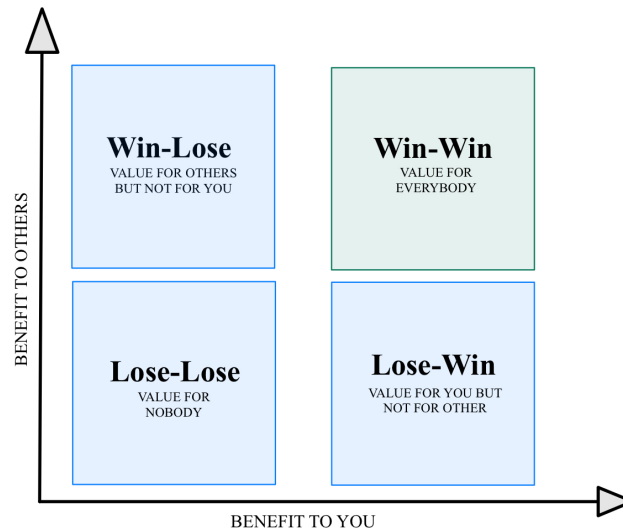 BENEFIT TO OTHERS
Win-Lose
VALUE FOR OTHERS
BUT NOT FOR YOU
Win-Win
VALUE FOR
EVERYBODY
Lose-Lose
VALUE FOR
NOBODY
Lose-Win
VALUE FOR YOU BUT
NOT FOR OTHER
BENEFIT TO YOU